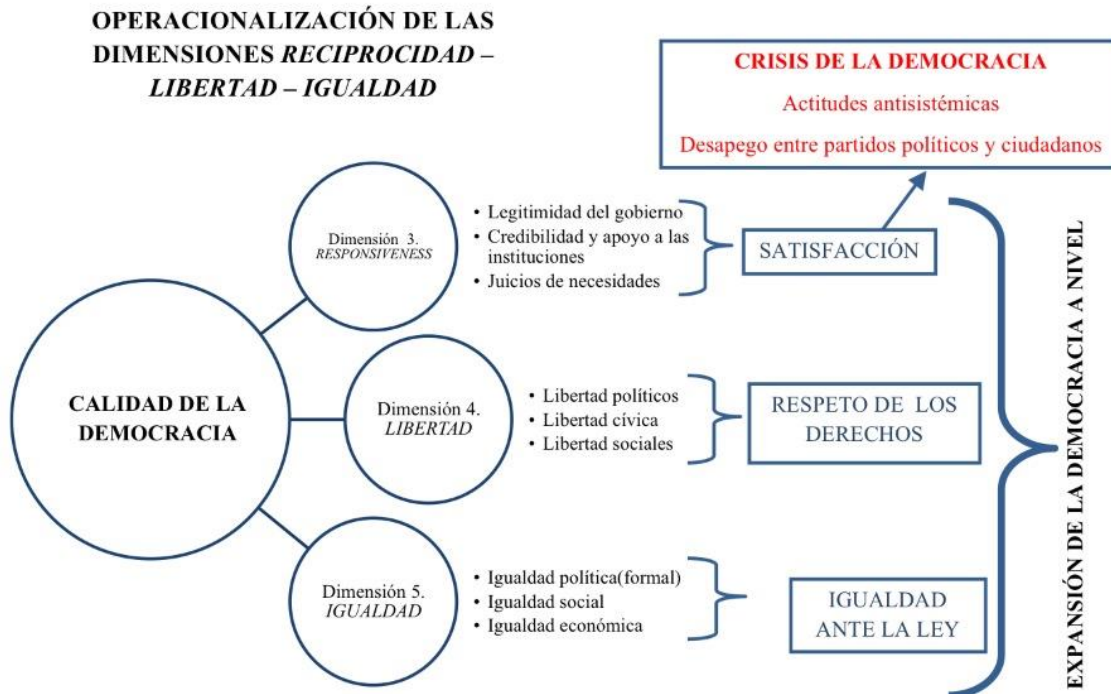 OPERACIONALIZACIÓN DE LAS
DIMENSIONES RECIPROCIDAD –
LIBERTAD – IGUALDAD
CRISIS DE LA DEMOCRACIA
Actitudes antisistémicas
Desapego entre partidos políticos y ciudadanos
CALIDAD DE LA
DEMOCRACIA
Dimensión 3.
RESPONSIVENESS
• Legitimidad del gobierno
• Credibilidad y apoyo a las
instituciones
• Juicios de necesidades
SATISFACCIÓN
Dimensión 4.
LIBERTAD
• Libertad políticos
• Libertad cívica
• Libertad sociales
RESPETO DE LOS
DERECHOS
Dimensión 5.
IGUALDAD
• Igualdad política(formal)
• Igualdad social
• Igualdad económica
IGUALDAD
ANTE LA LEY
EXPANSIÓN DE LA DEMOCRACIA A NIVEL